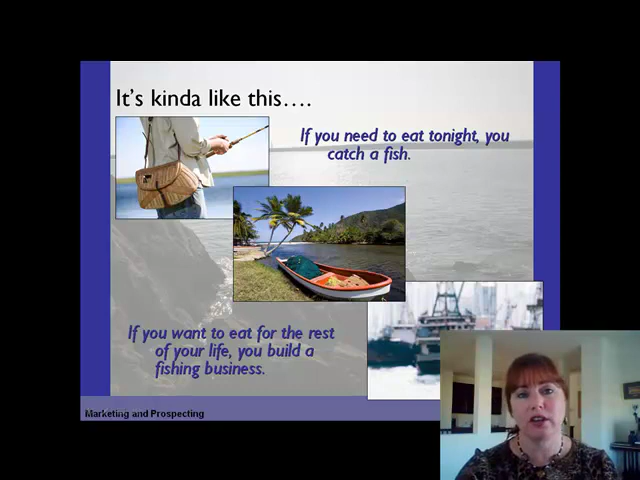 It's kinda like this....
If you need to eat tonight, you
catch a fish.
If you want to eat for the rest
of your life, you build a
fishing business.
Marketing and Prospecting